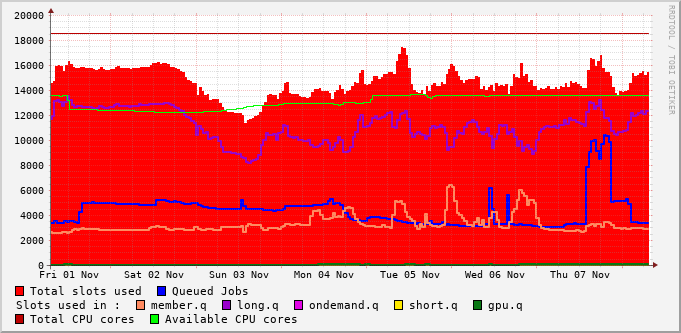 20000
18000
16000
14000
12000
10000
8000
6000
4000
2000
0
Fri 01 Nov Sat 02 Nov Sun 03 Nov Mon 04 Nov Tue 05 Nov Wed 06 Nov Thu 07 Nov
Total slots used Queued Jobs
Slots used in : member.q long.q ondemand.q short.q gpu.q
Total CPU cores Available CPU cores
RRDTOOL / TOBI OETIKER